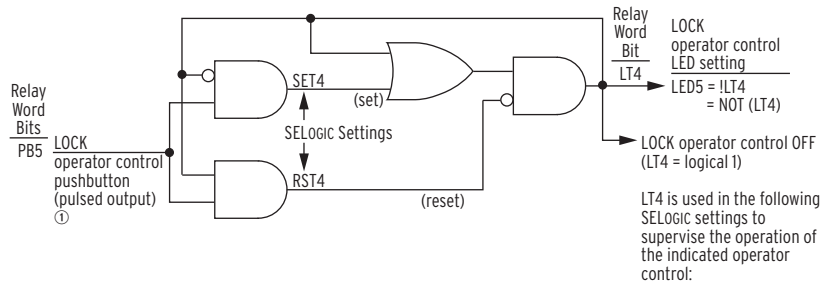 Relay
Word
Bits
PB5
LOCK
operator control
pushbutton
(pulsed output)
①
SET4
(set)
SELOGIC Settings
RST4
(reset)
Relay
Word
Bit
LT4
LOCK
operator control
LED setting
LED5 = !LT4
= NOT (LT4)
LOCK operator control OFF
(LT4 = logical 1)
LT4 is used in the following
SELOGIC settings to
supervise the operation of
the indicated operator
control: